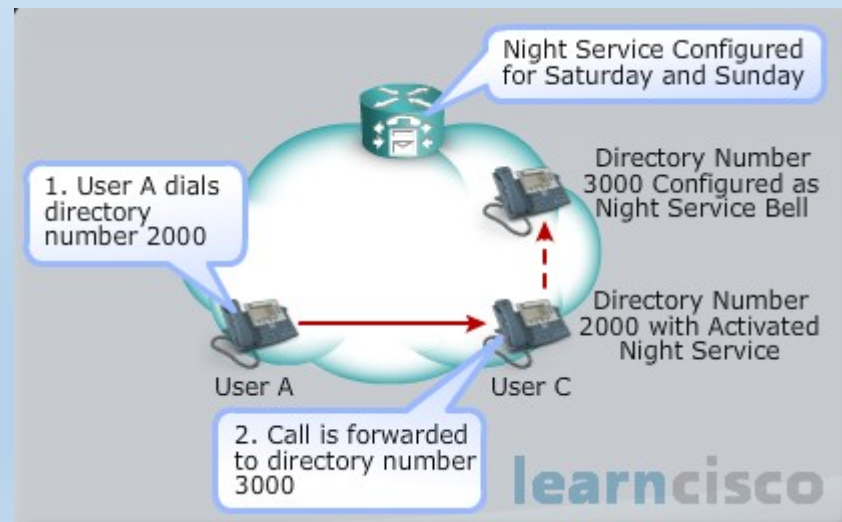 Night Service Configured
for Saturday and Sunday
1. User A dials
directory
number 2000
Directory Number
3000 Configured as
Night Service Bell
Directory Number
2000 with Activated
Night Service
User A
User C
2. Call is forwarded
to directory number
3000
learncisco